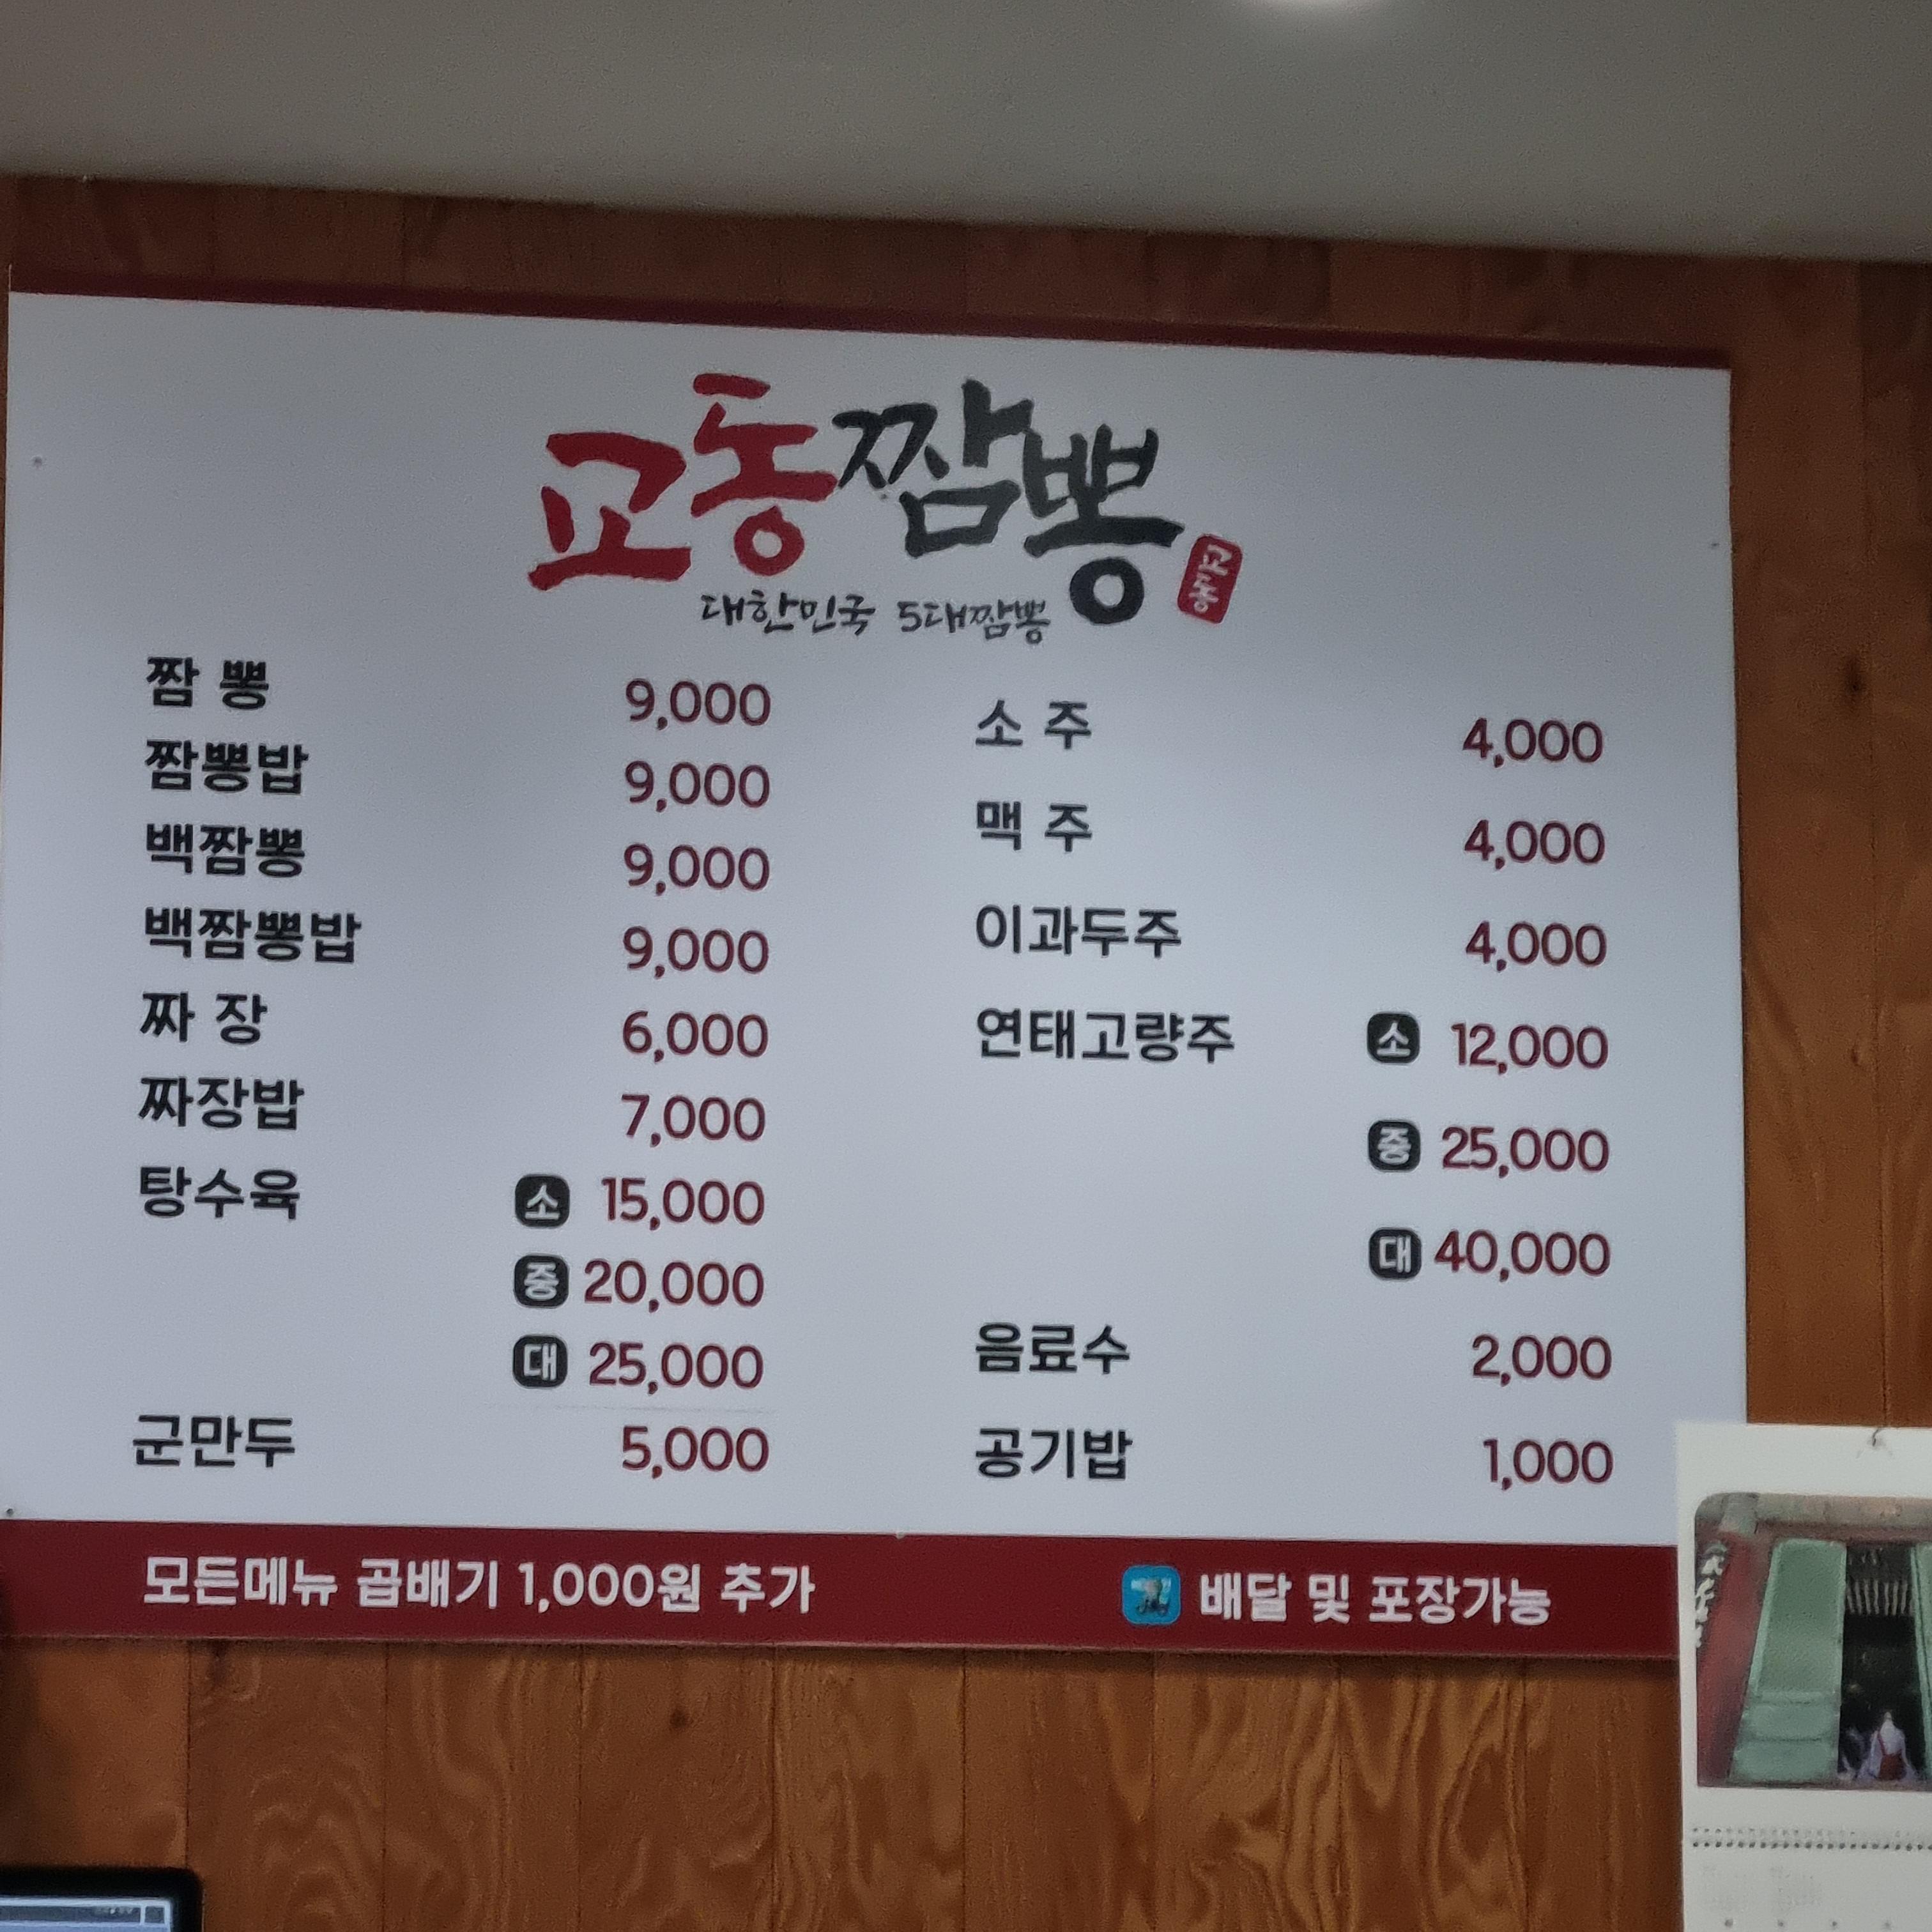 교동짬뽕
교동
대한민국 5대짬뽕
짬뽕 9,000
짬뽕밥 9,000
백짬뽕 9,000
백짬뽕밥 9,000
짜장 6,000
짜장밥 7,000
탕수육 소 15,000
중 20,000
대 25,000
군만두 5,000
소주 4,000
맥주 4,000
이과두주 4,000
연태고량주 소 12,000
중 25,000
대 40,000
음료수 2,000
공기밥 1,000
모든메뉴 곱배기 1,000원 추가
배달 및 포장가능